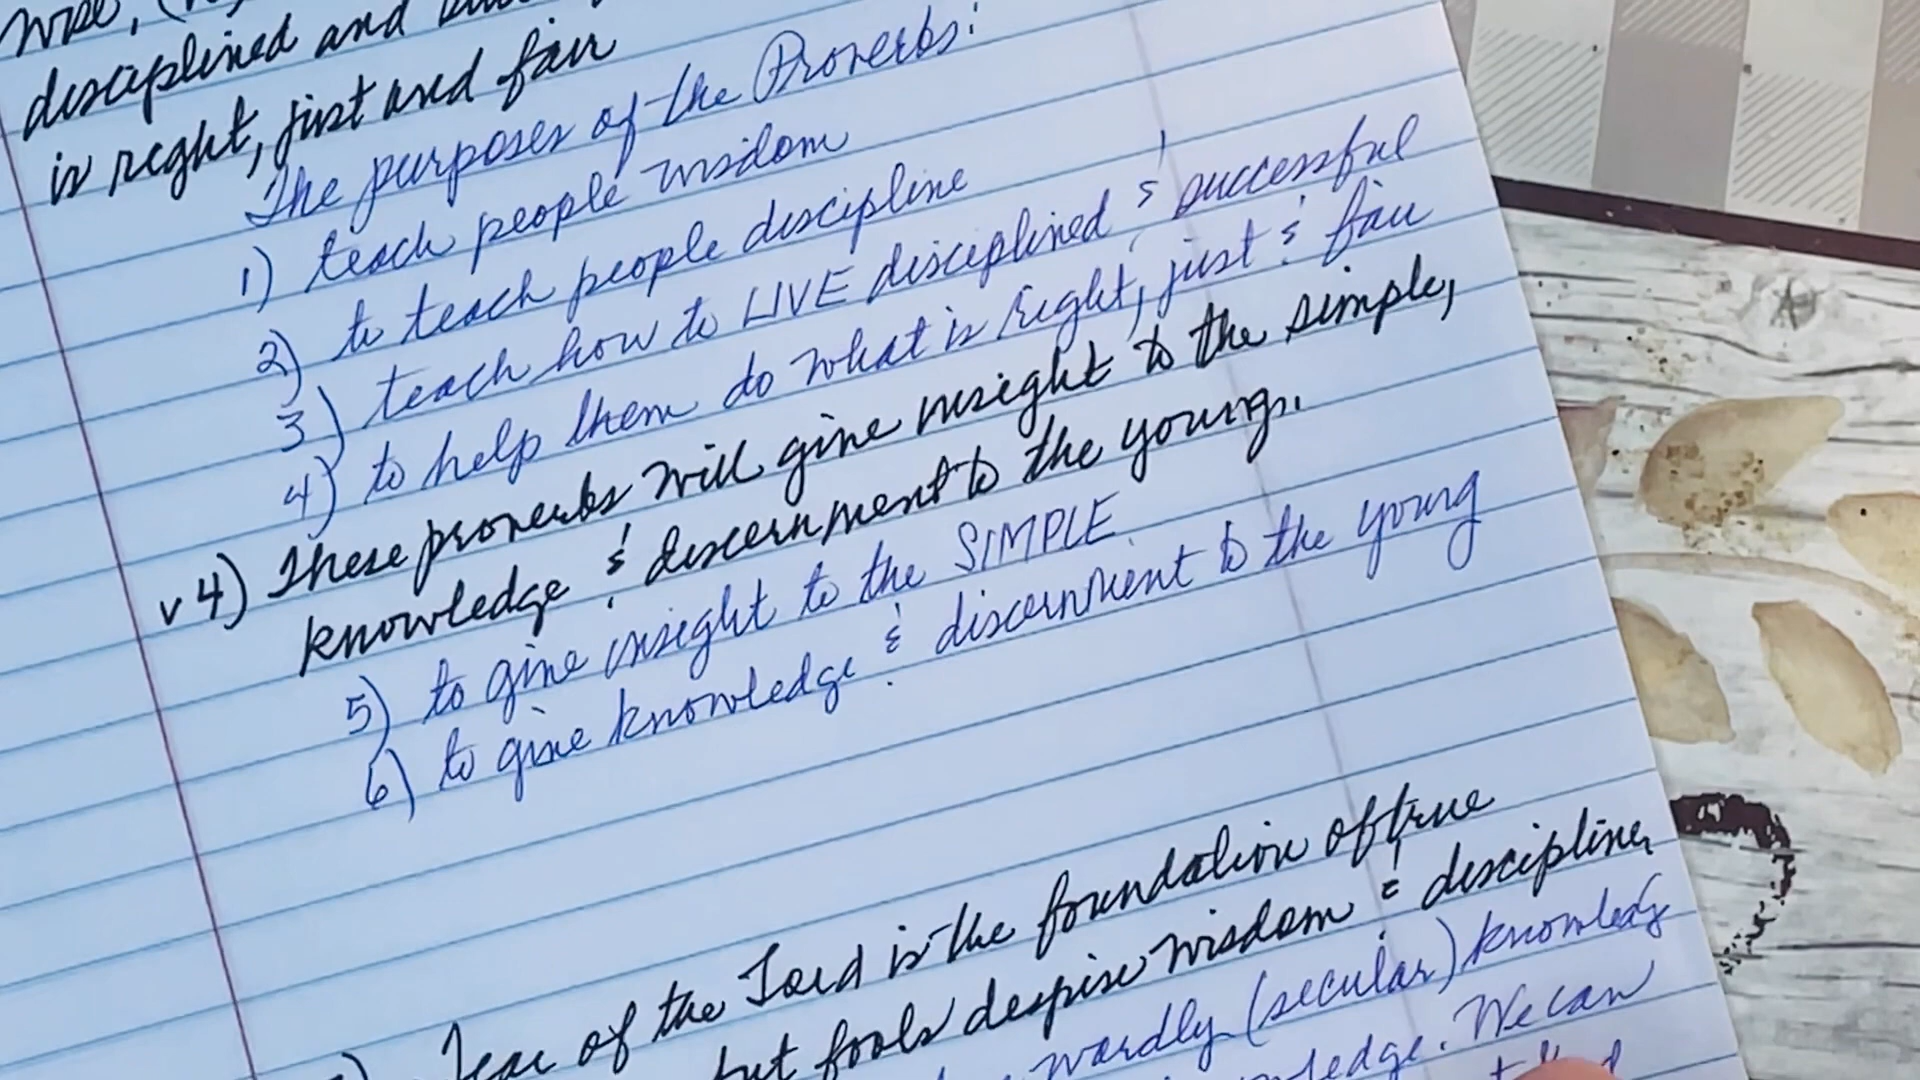 disciplined and
is right, just and fair
The purposes of the Proverbs:
1) teach people wisdom
2) to teach people discipline
3) teach how to LIVE disciplined & successful
4) to help them do what is right, just & fair
v 4) These proverbs will give insight to the simple,
knowledge & discernment to the young.
5) to give insight to the SIMPLE.
6) to give knowledge & discernment to the young
Fear of the Lord is the foundation of true
but fools despise wisdom & discipline
(secular) knowledg
We can